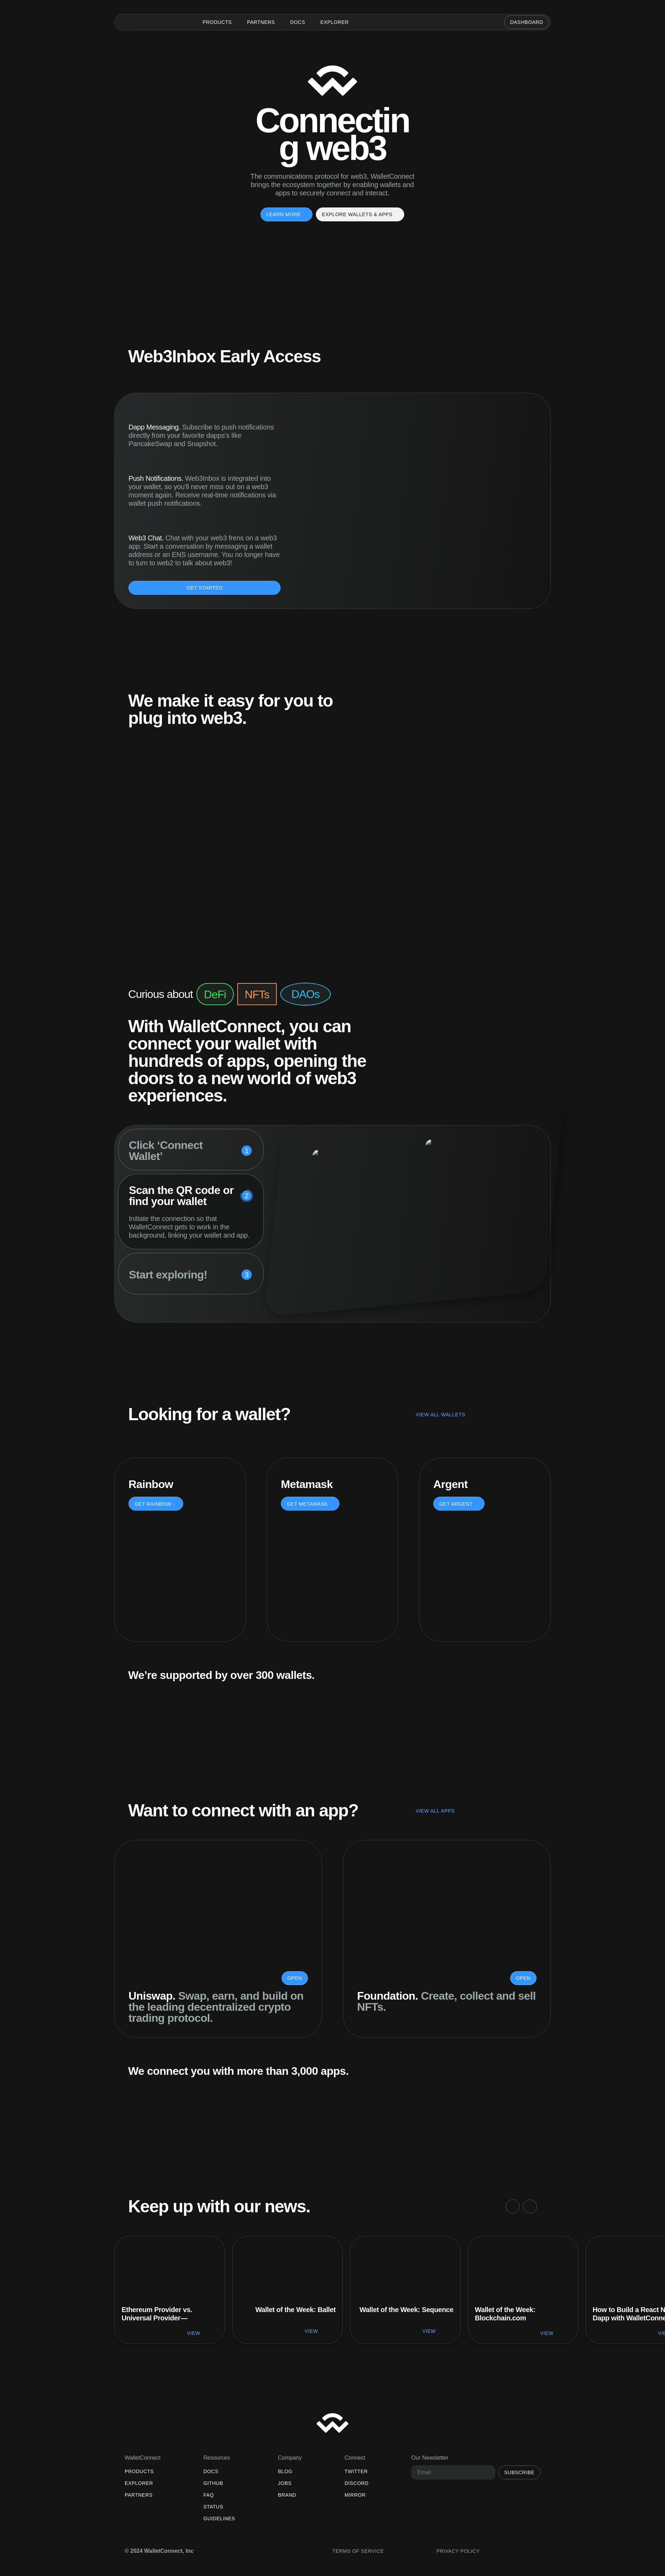 PRODUCTS PARTNERS DOCS EXPLORER DASHBOARD
Connectin
g web3
The communications protocol for web3, WalletConnect
brings the ecosystem together by enabling wallets and
apps to securely connect and interact.
LEARN MORE EXPLORE WALLETS & APPS
Web3Inbox Early Access
Dapp Messaging. Subscribe to push notifications
directly from your favorite dapps's like
PancakeSwap and Snapshot.
Push Notifications. Web3Inbox is integrated into
your wallet, so you'll never miss out on a web3
moment again. Receive real-time notifications via
wallet push notifications.
Web3 Chat. Chat with your web3 frens on a web3
app. Start a conversation by messaging a wallet
address or an ENS username. You no longer have
to turn to web2 to talk about web3!
GET STARTED
We make it easy for you to
plug into web3.
Curious about DeFi NFTs DAOs
With WalletConnect, you can
connect your wallet with
hundreds of apps, opening the
doors to a new world of web3
experiences.
Click ‘Connect
Wallet’
1
Scan the QR code or
find your wallet
2
Initiate the connection so that
WalletConnect gets to work in the
background, linking your wallet and app.
Start exploring!
3
Looking for a wallet?
VIEW ALL WALLETS
Rainbow
GET RAINBOW
Metamask
GET METAMASK
Argent
GET ARGENT
We’re supported by over 300 wallets.
Want to connect with an app?
VIEW ALL APPS
OPEN
Uniswap. Swap, earn, and build on
the leading decentralized crypto
trading protocol.
OPEN
Foundation. Create, collect and sell
NFTs.
We connect you with more than 3,000 apps.
Keep up with our news.
Ethereum Provider vs.
Universal Provider—
VIEW
Wallet of the Week: Ballet
VIEW
Wallet of the Week: Sequence
VIEW
Wallet of the Week:
Blockchain.com
VIEW
How to Build a React N
Dapp with WalletConne
VIE
WalletConnect
PRODUCTS
EXPLORER
PARTNERS
Resources
DOCS
GITHUB
FAQ
STATUS
GUIDELINES
Company
BLOG
JOBS
BRAND
Connect
TWITTER
DISCORD
MIRROR
Our Newsletter
Email
SUBSCRIBE
© 2024 WalletConnect, Inc
TERMS OF SERVICE
PRIVACY POLICY